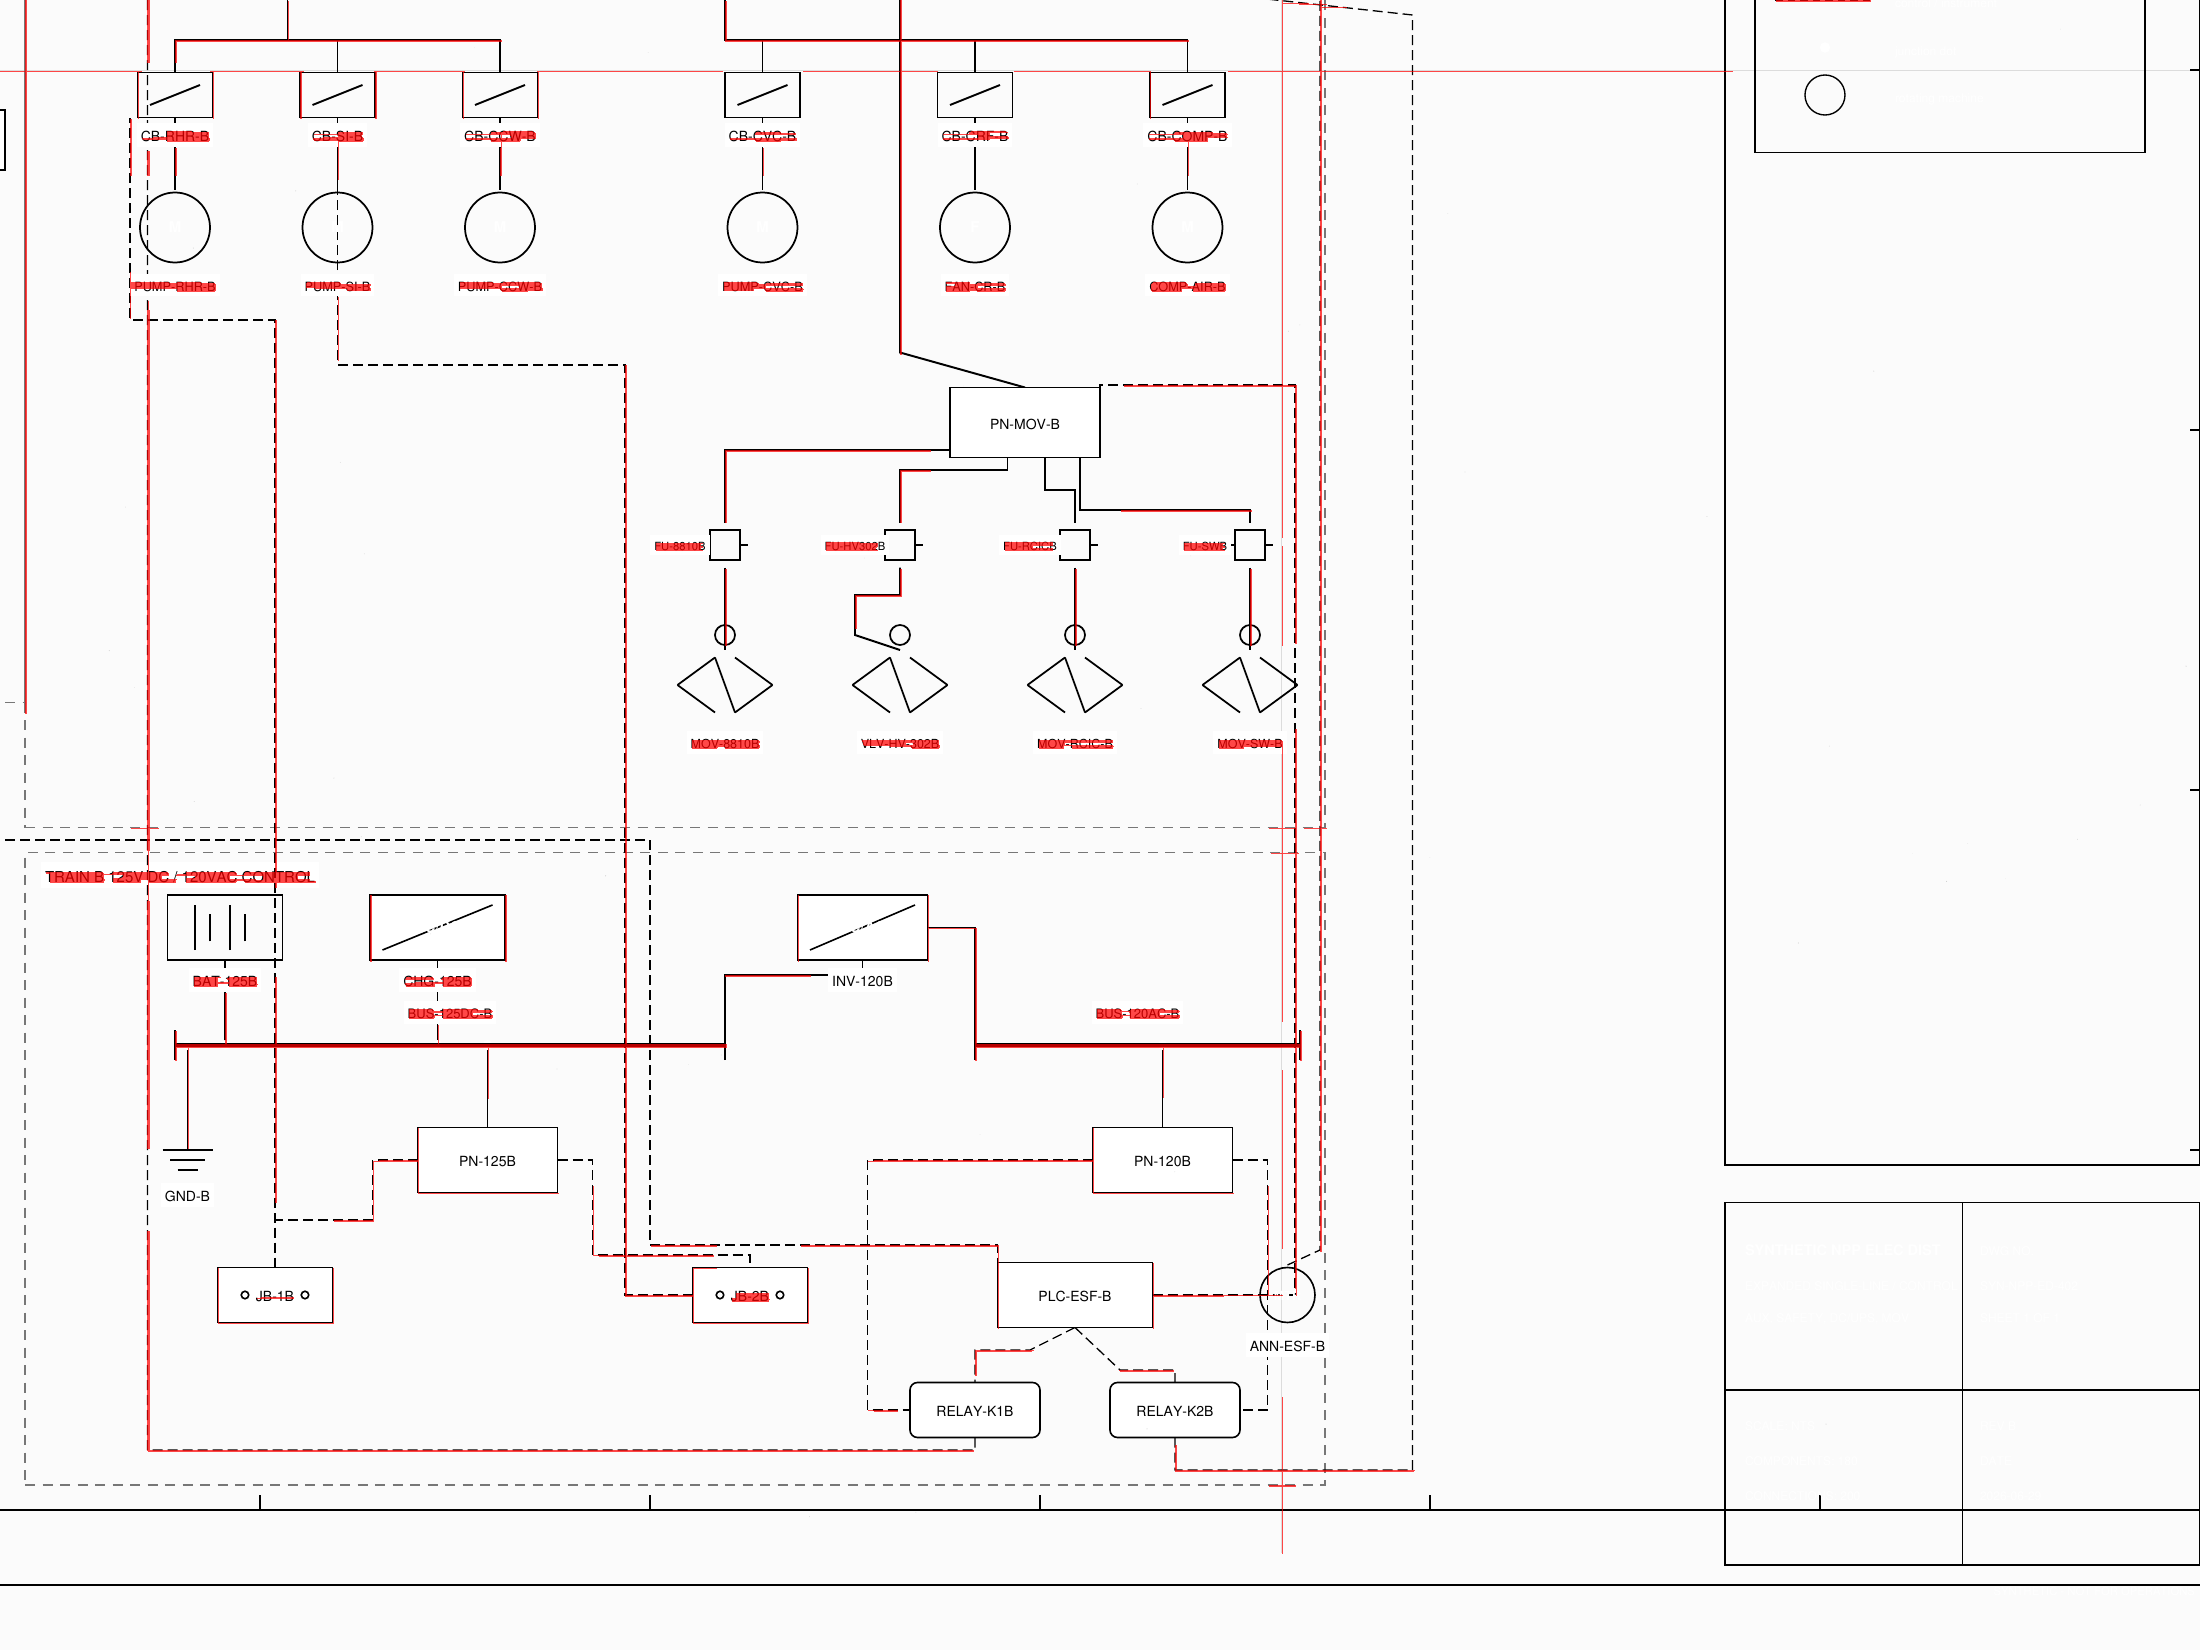 CB-RHR-B
CB-SI-B
CB-CCW-B
CB-CVC-B
CB-CRF-B
CB-COMP-B
PUMP-RHR-B
PUMP-SI-B
PUMP-CCW-B
PUMP-CVC-B
FAN-CR-B
COMP-AIR-B
PN-MOV-B
FU-8810B
FU-HV302B
FU-RCICB
FU-SWB
MOV-8810B
VLV-HV-302B
MOV-RCIC-B
MOV-SW-B
TRAIN B 125V DC / 120VAC CONTROL
BAT-125B
CHG-125B
INV-120B
BUS-125DC-B
BUS-120AC-B
PN-125B
PN-120B
GND-B
JB-1B
JB-2B
PLC-ESF-B
ANN-ESF-B
RELAY-K1B
RELAY-K2B